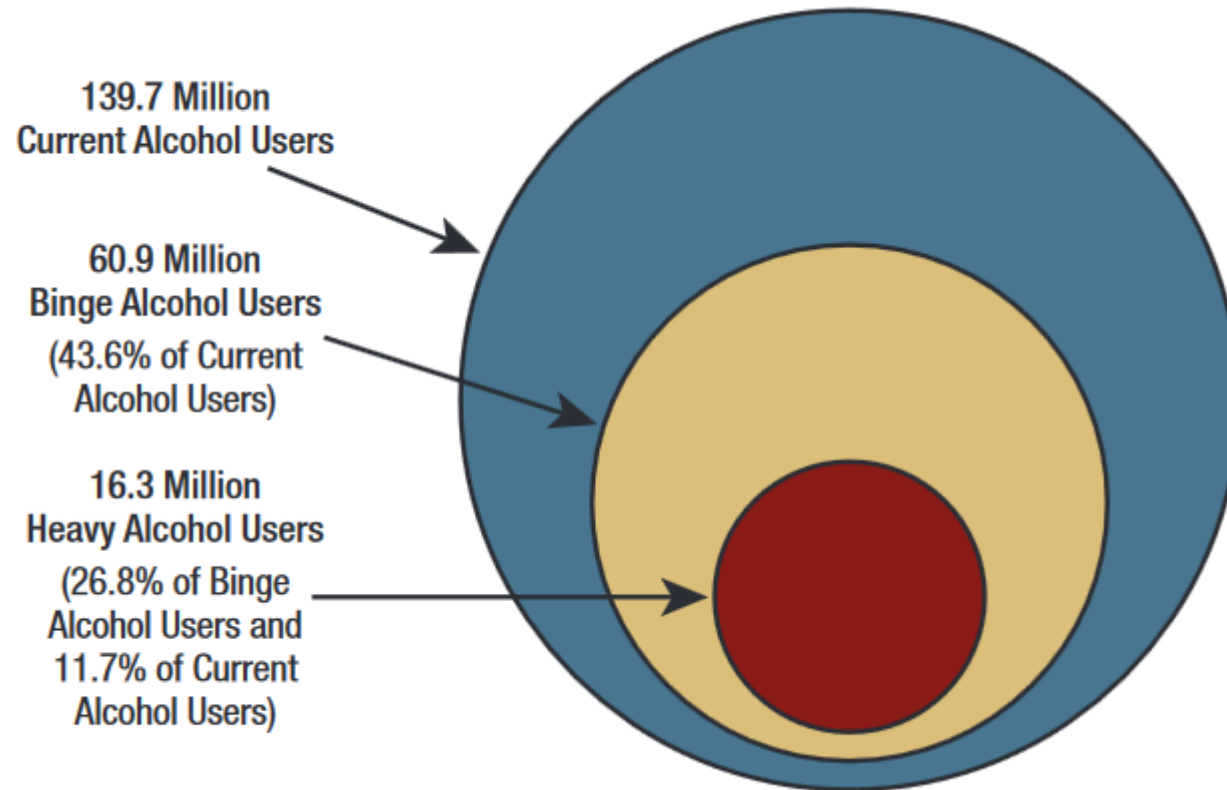 139.7 Million
Current Alcohol Users
60.9 Million
Binge Alcohol Users
(43.6% of Current
Alcohol Users)
16.3 Million
Heavy Alcohol Users
(26.8% of Binge
Alcohol Users and
11.7% of Current
Alcohol Users)